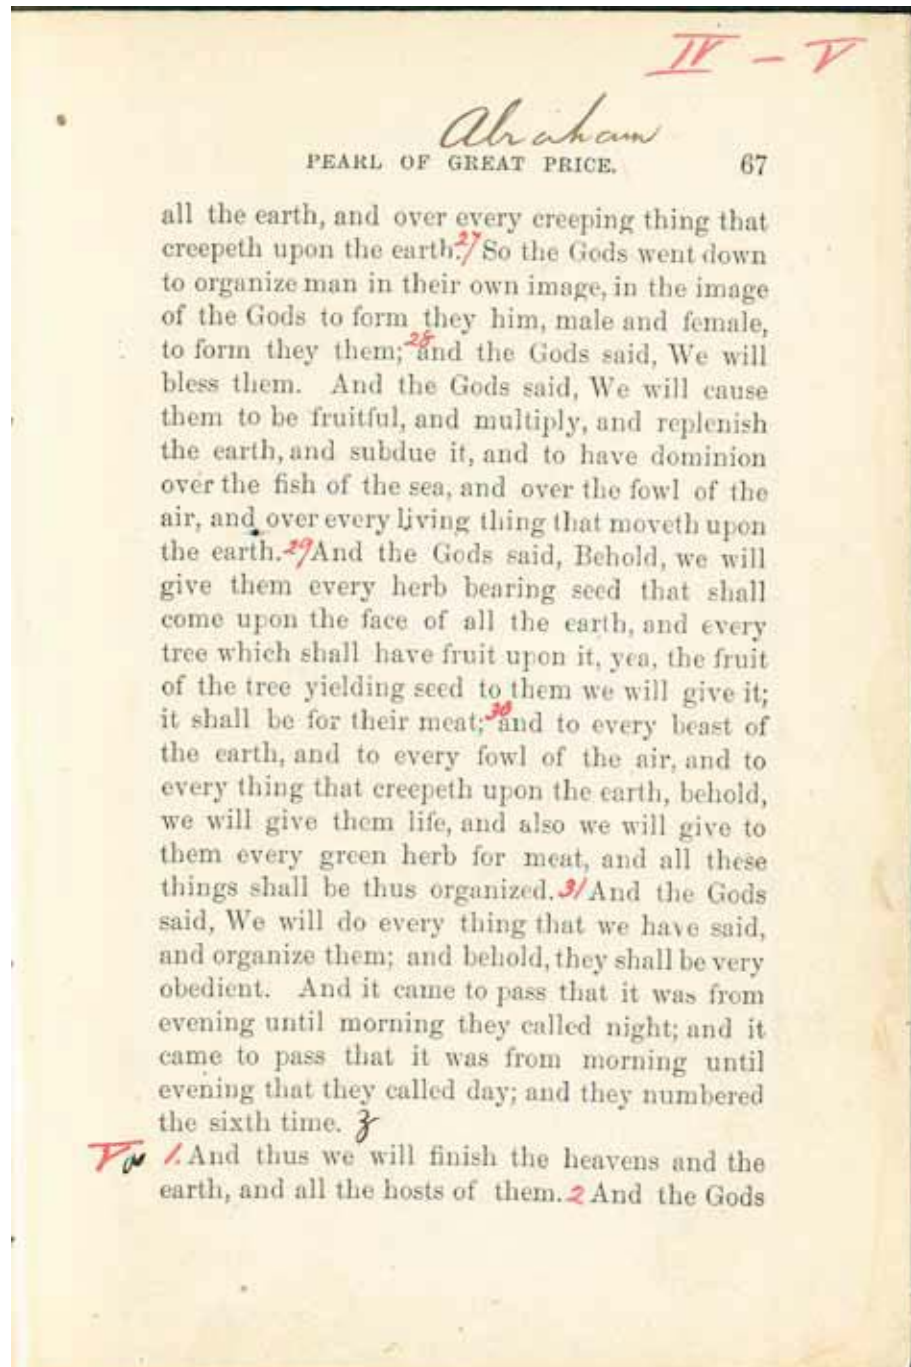 IV - V
Abraham
PEARL OF GREAT PRICE. 67
all the earth, and over every creeping thing that
creepeth upon the earth. 27/ So the Gods went down
to organize man in their own image, in the image
of the Gods to form they him, male and female,
to form they them; 28 and the Gods said, We will
bless them. And the Gods said, We will cause
them to be fruitful, and multiply, and replenish
the earth, and subdue it, and to have dominion
over the fish of the sea, and over the fowl of the
air, and over every living thing that moveth upon
the earth. 29/ And the Gods said, Behold, we will
give them every herb bearing seed that shall
come upon the face of all the earth, and every
tree which shall have fruit upon it, yea, the fruit
of the tree yielding seed to them we will give it;
it shall be for their meat; 30 and to every beast of
the earth, and to every fowl of the air, and to
every thing that creepeth upon the earth, behold,
we will give them life, and also we will give to
them every green herb for meat, and all these
things shall be thus organized. 31/ And the Gods
said, We will do every thing that we have said,
and organize them; and behold, they shall be very
obedient. And it came to pass that it was from
evening until morning they called night; and it
came to pass that it was from morning until
evening that they called day; and they numbered
the sixth time.
V 1. And thus we will finish the heavens and the
earth, and all the hosts of them. 2 And the Gods